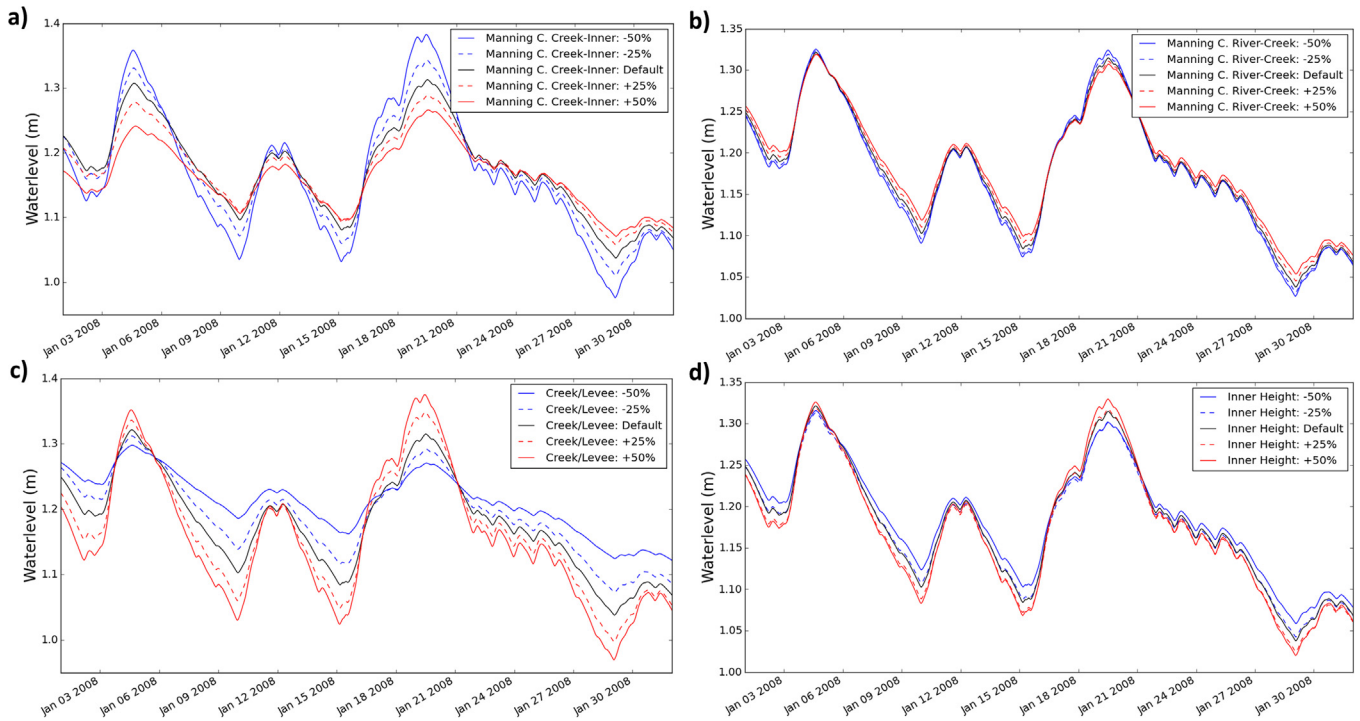 a)
1.4
1.3
1.2
1.1
1.0
Waterlevel (m)
Manning C. Creek-Inner: -50%
Manning C. Creek-Inner: -25%
Manning C. Creek-Inner: Default
Manning C. Creek-Inner: +25%
Manning C. Creek-Inner: +50%
Jan 03 2008
Jan 06 2008
Jan 09 2008
Jan 12 2008
Jan 15 2008
Jan 18 2008
Jan 21 2008
Jan 24 2008
Jan 27 2008
Jan 30 2008
b)
1.35
1.30
1.25
1.20
1.15
1.10
1.05
1.00
Waterlevel (m)
Manning C. River-Creek: -50%
Manning C. River-Creek: -25%
Manning C. River-Creek: Default
Manning C. River-Creek: +25%
Manning C. River-Creek: +50%
Jan 03 2008
Jan 06 2008
Jan 09 2008
Jan 12 2008
Jan 15 2008
Jan 18 2008
Jan 21 2008
Jan 24 2008
Jan 27 2008
Jan 30 2008
c)
1.4
1.3
1.2
1.1
1.0
Waterlevel (m)
Creek/Levee: -50%
Creek/Levee: -25%
Creek/Levee: Default
Creek/Levee: +25%
Creek/Levee: +50%
Jan 03 2008
Jan 06 2008
Jan 09 2008
Jan 12 2008
Jan 15 2008
Jan 18 2008
Jan 21 2008
Jan 24 2008
Jan 27 2008
Jan 30 2008
d)
1.35
1.30
1.25
1.20
1.15
1.10
1.05
1.00
Waterlevel (m)
Inner Height: -50%
Inner Height: -25%
Inner Height: Default
Inner Height: +25%
Inner Height: +50%
Jan 03 2008
Jan 06 2008
Jan 09 2008
Jan 12 2008
Jan 15 2008
Jan 18 2008
Jan 21 2008
Jan 24 2008
Jan 27 2008
Jan 30 2008